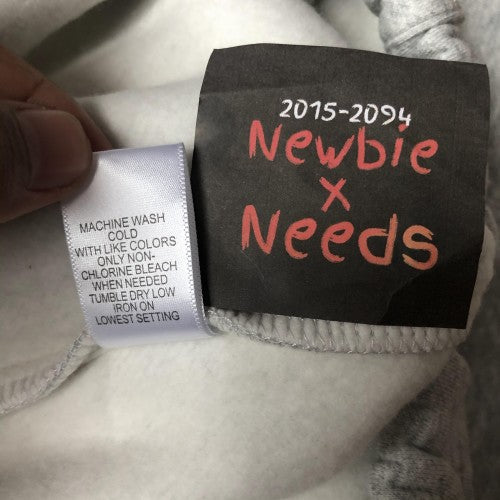 2015-2094
Newbie
x
Needs
MACHINE WASH
COLD
WITH LIKE COLORS
ONLY NON-
CHLORINE BLEACH
WHEN NEEDED
TUMBLE DRY LOW
IRON ON
LOWEST SETTING